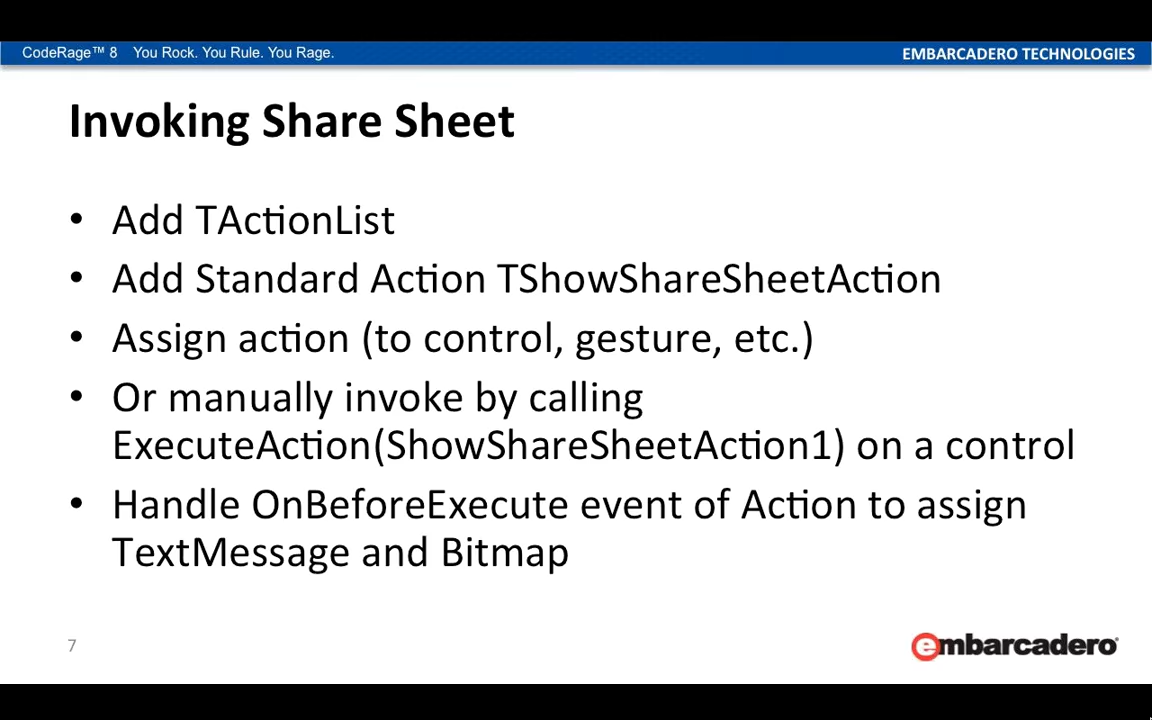 CodeRage™ 8 You Rock. You Rule. You Rage.
EMBARCADERO TECHNOLOGIES
Invoking Share Sheet
• Add TActionList
• Add Standard Action TShowShareSheetAction
• Assign action (to control, gesture, etc.)
• Or manually invoke by calling
ExecuteAction(ShowShareSheetAction1) on a control
• Handle OnBeforeExecute event of Action to assign
TextMessage and Bitmap
7
embarcadero